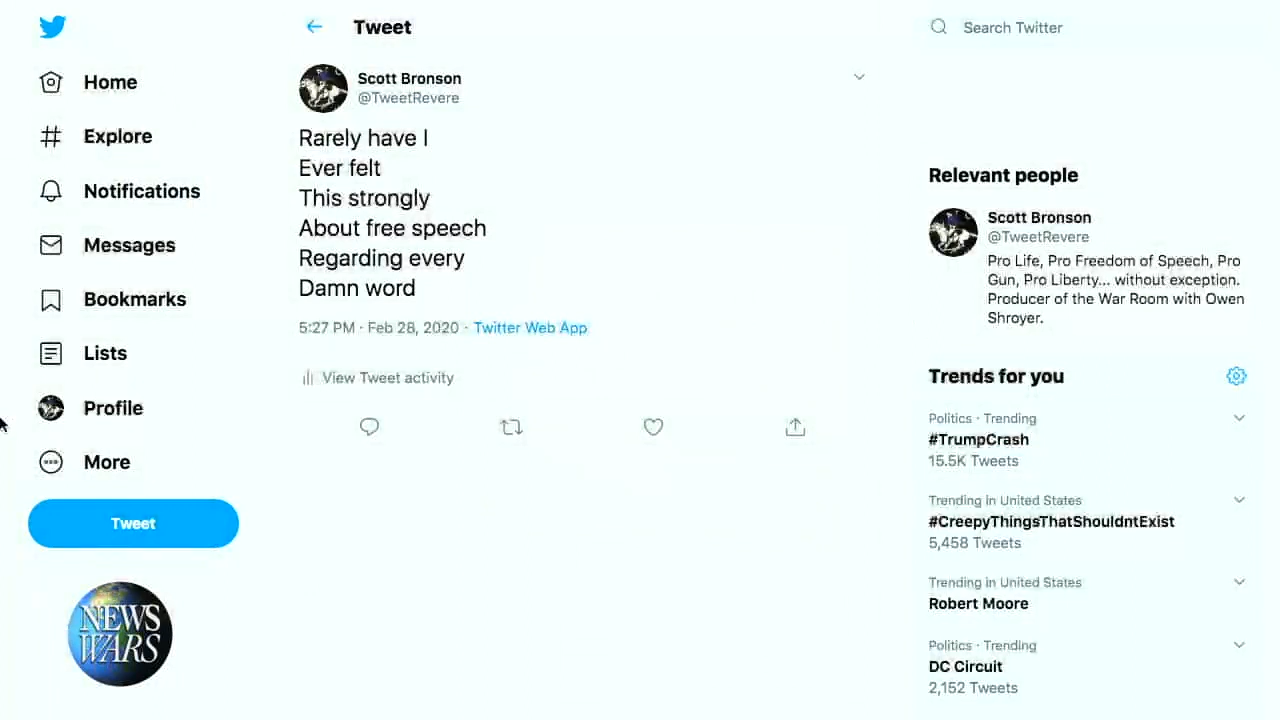 Home
Explore
Notifications
Messages
Bookmarks
Lists
Profile
More
Tweet
NEWS
WARS
Tweet
Scott Bronson
@TweetRevere
Rarely have I
Ever felt
This strongly
About free speech
Regarding every
Damn word
5:27 PM · Feb 28, 2020 · Twitter Web App
View Tweet activity
Search Twitter
Relevant people
Scott Bronson
@TweetRevere
Pro Life, Pro Freedom of Speech, Pro
Gun, Pro Liberty... without exception.
Producer of the War Room with Owen
Shroyer.
Trends for you
Politics · Trending
#TrumpCrash
15.5K Tweets
Trending in United States
#CreepyThingsThatShouldntExist
5,458 Tweets
Trending in United States
Robert Moore
Politics · Trending
DC Circuit
2,152 Tweets